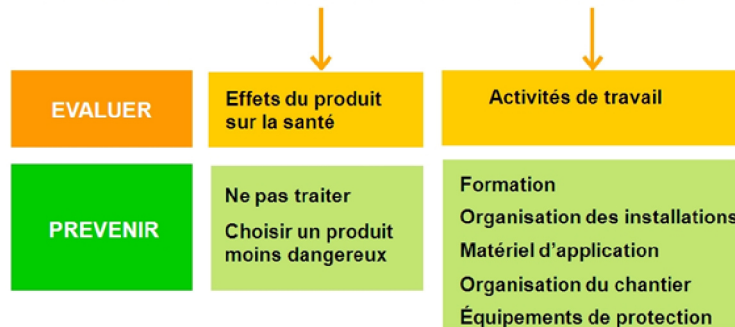 EVALUER
Effets du produit
sur la santé
Activités de travail
PREVENIR
Ne pas traiter
Choisir un produit
moins dangereux
Formation
Organisation des installations
Matériel d'application
Organisation du chantier
Équipements de protection